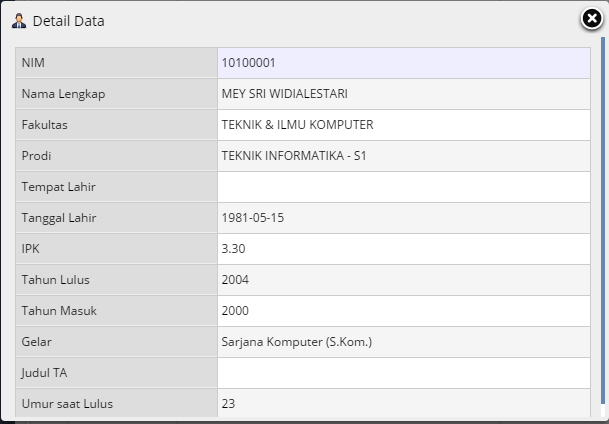 Detail Data
NIM 10100001
Nama Lengkap MEY SRI WIDIALESTARI
Fakultas TEKNIK & ILMU KOMPUTER
Prodi TEKNIK INFORMATIKA - S1
Tempat Lahir
Tanggal Lahir 1981-05-15
IPK 3.30
Tahun Lulus 2004
Tahun Masuk 2000
Gelar Sarjana Komputer (S.Kom.)
Judul TA
Umur saat Lulus 23